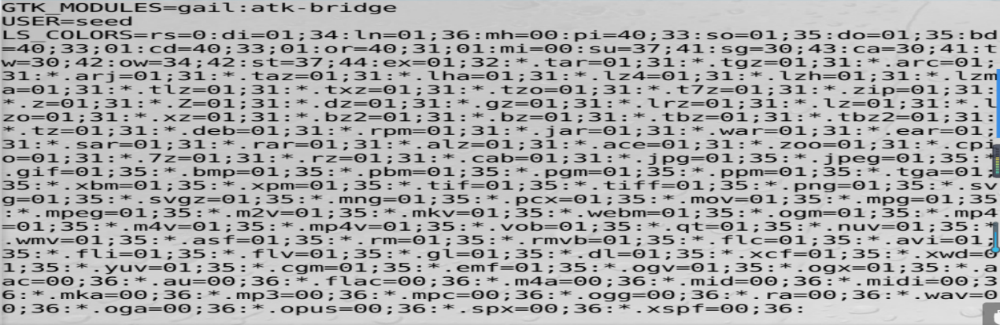 GTK_MODULES=gail:atk-bridge
USER=seed
LS_COLORS=rs=0:di=01;34:ln=01;36:mh=00:pi=40;33:so=01;35:do=01;35:bd
=40;33;01:cd=40;33;01:or=40;31;01:mi=00:su=37;41:sg=30;43:ca=30;41:t
w=30;42:ow=34;42:st=37;44:ex=01;32:*.tar=01;31:*.tgz=01;31:*.arc=01;
31:*.arj=01;31:*.taz=01;31:*.lha=01;31:*.lz4=01;31:*.lzh=01;31:*.lzm
a=01;31:*.tlz=01;31:*.txz=01;31:*.tzo=01;31:*.t7z=01;31:*.zip=01;31:
*.z=01;31:*.Z=01;31:*.dz=01;31:*.gz=01;31:*.lrz=01;31:*.lz=01;31:*.l
zo=01;31:*.xz=01;31:*.bz2=01;31:*.bz=01;31:*.tbz=01;31:*.tbz2=01;31:
*.tz=01;31:*.deb=01;31:*.rpm=01;31:*.jar=01;31:*.war=01;31:*.ear=01;
31:*.sar=01;31:*.rar=01;31:*.alz=01;31:*.ace=01;31:*.zoo=01;31:*.cpi
o=01;31:*.7z=01;31:*.rz=01;31:*.cab=01;31:*.jpg=01;35:*.jpeg=01;35:*
.gif=01;35:*.bmp=01;35:*.pbm=01;35:*.pgm=01;35:*.ppm=01;35:*.tga=01;
35:*.xbm=01;35:*.xpm=01;35:*.tif=01;35:*.tiff=01;35:*.png=01;35:*.sv
g=01;35:*.svgz=01;35:*.mng=01;35:*.pcx=01;35:*.mov=01;35:*.mpg=01;35
:*.mpeg=01;35:*.m2v=01;35:*.mkv=01;35:*.webm=01;35:*.ogm=01;35:*.mp4
=01;35:*.m4v=01;35:*.mp4v=01;35:*.vob=01;35:*.qt=01;35:*.nuv=01;35:*
.wmv=01;35:*.asf=01;35:*.rm=01;35:*.rmvb=01;35:*.flc=01;35:*.avi=01;
35:*.fli=01;35:*.flv=01;35:*.gl=01;35:*.dl=01;35:*.xcf=01;35:*.xwd=0
1;35:*.yuv=01;35:*.cgm=01;35:*.emf=01;35:*.ogv=01;35:*.ogx=01;35:*.a
ac=00;36:*.au=00;36:*.flac=00;36:*.m4a=00;36:*.mid=00;36:*.midi=00;3
6:*.mka=00;36:*.mp3=00;36:*.mpc=00;36:*.ogg=00;36:*.ra=00;36:*.wav=0
0;36:*.oga=00;36:*.opus=00;36:*.spx=00;36:*.xspf=00;36: